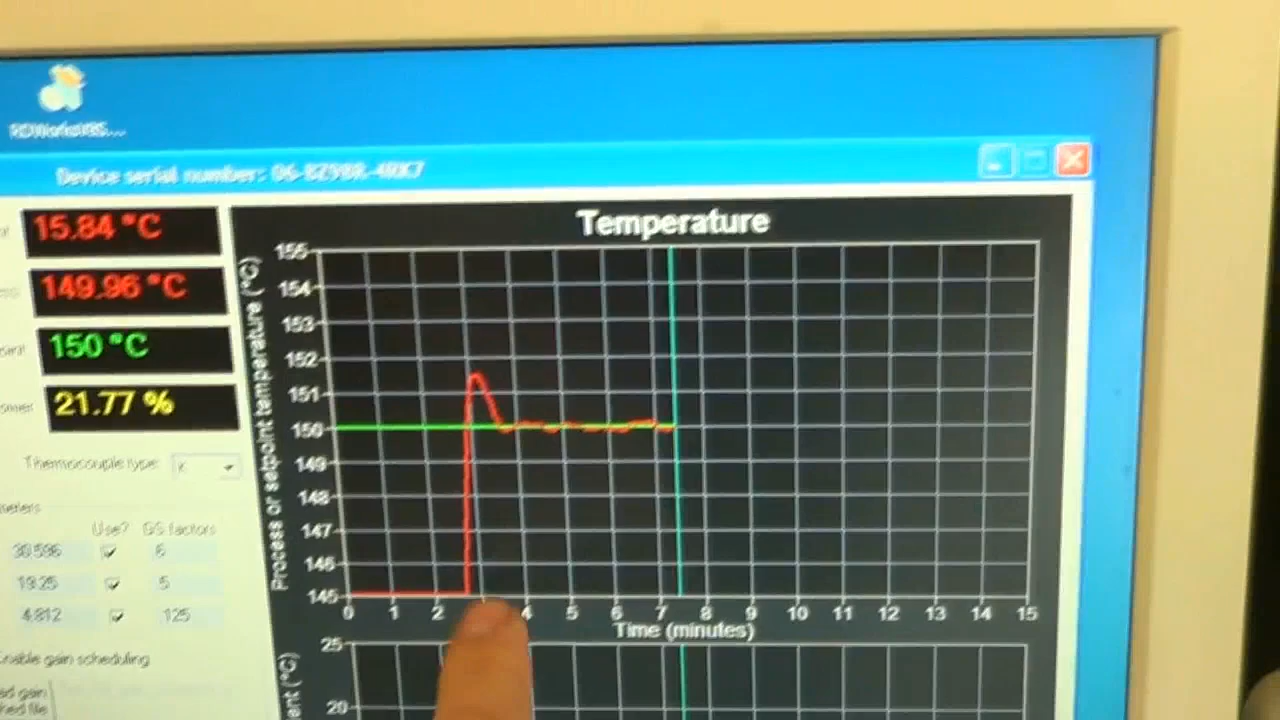 Device serial number:
15.84 °C
149.96 °C
150 °C
21.77 %
Thermocouple type: K
Use? GS factors
30.596 6
19.25 5
4.812 125
Enable gain scheduling
Temperature
Process or setpoint temperature (°C)
155
154
153
152
151
150
149
148
147
146
145
0 1 2 4 5 6 7 8 9 10 11 12 13 14 15
Time (minutes)
25
20